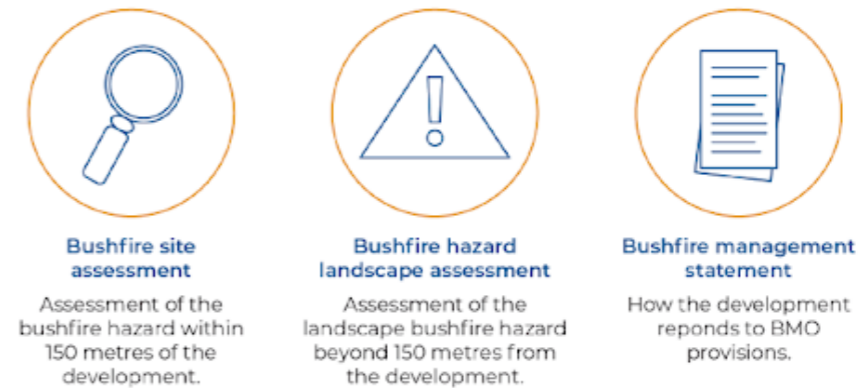 Bushfire site
assessment
Assessment of the
bushfire hazard within
150 metres of the
development.
Bushfire hazard
landscape assessment
Assessment of the
landscape bushfire hazard
beyond 150 metres from
the development.
Bushfire management
statement
How the development
reponds to BMO
provisions.